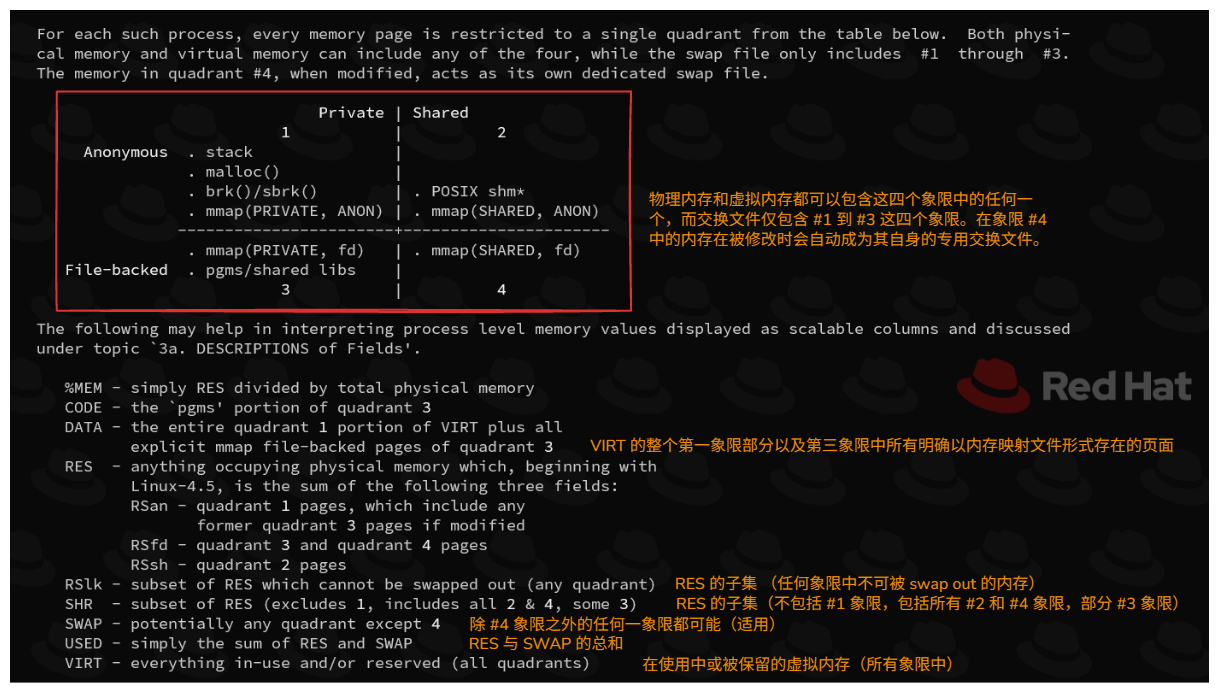 For each such process, every memory page is restricted to a single quadrant from the table below.  Both physi-
cal memory and virtual memory can include any of the four, while the swap file only includes  #1  through  #3.
The memory in quadrant #4, when modified, acts as its own dedicated swap file.
Private | Shared
1 | 2
Anonymous  . stack |
. malloc() |
. brk()/sbrk() | . POSIX shm*
. mmap(PRIVATE, ANON) | . mmap(SHARED, ANON)
-----------------------+----------------------
. mmap(PRIVATE, fd) | . mmap(SHARED, fd)
File-backed  . pgms/shared libs |
3 | 4
物理内存和虚拟内存都可以包含这四个象限中的任何一
个，而交换文件仅包含 #1 到 #3 这四个象限。在象限 #4
中的内存在被修改时会自动成为其自身的专用交换文件。
The following may help in interpreting process level memory values displayed as scalable columns and discussed
under topic `3a. DESCRIPTIONS of Fields'.
%MEM - simply RES divided by total physical memory
CODE - the `pgms' portion of quadrant 3
DATA - the entire quadrant 1 portion of VIRT plus all
explicit mmap file-backed pages of quadrant 3 VIRT 的整个第一象限部分以及第三象限中所有明确以内存映射文件形式存在的页面
RES  - anything occupying physical memory which, beginning with
Linux-4.5, is the sum of the following three fields:
RSan - quadrant 1 pages, which include any
former quadrant 3 pages if modified
RSfd - quadrant 3 and quadrant 4 pages
RSsh - quadrant 2 pages
RSlk - subset of RES which cannot be swapped out (any quadrant) RES 的子集 （任何象限中不可被 swap out 的内存）
SHR  - subset of RES (excludes 1, includes all 2 & 4, some 3) RES 的子集（不包括 #1 象限，包括所有 #2 和 #4 象限，部分 #3 象限）
SWAP - potentially any quadrant except 4 除 #4 象限之外的任何一象限都可能（适用）
USED - simply the sum of RES and SWAP RES 与 SWAP 的总和
VIRT - everything in-use and/or reserved (all quadrants) 在使用中或被保留的虚拟内存（所有象限中）
Red Hat